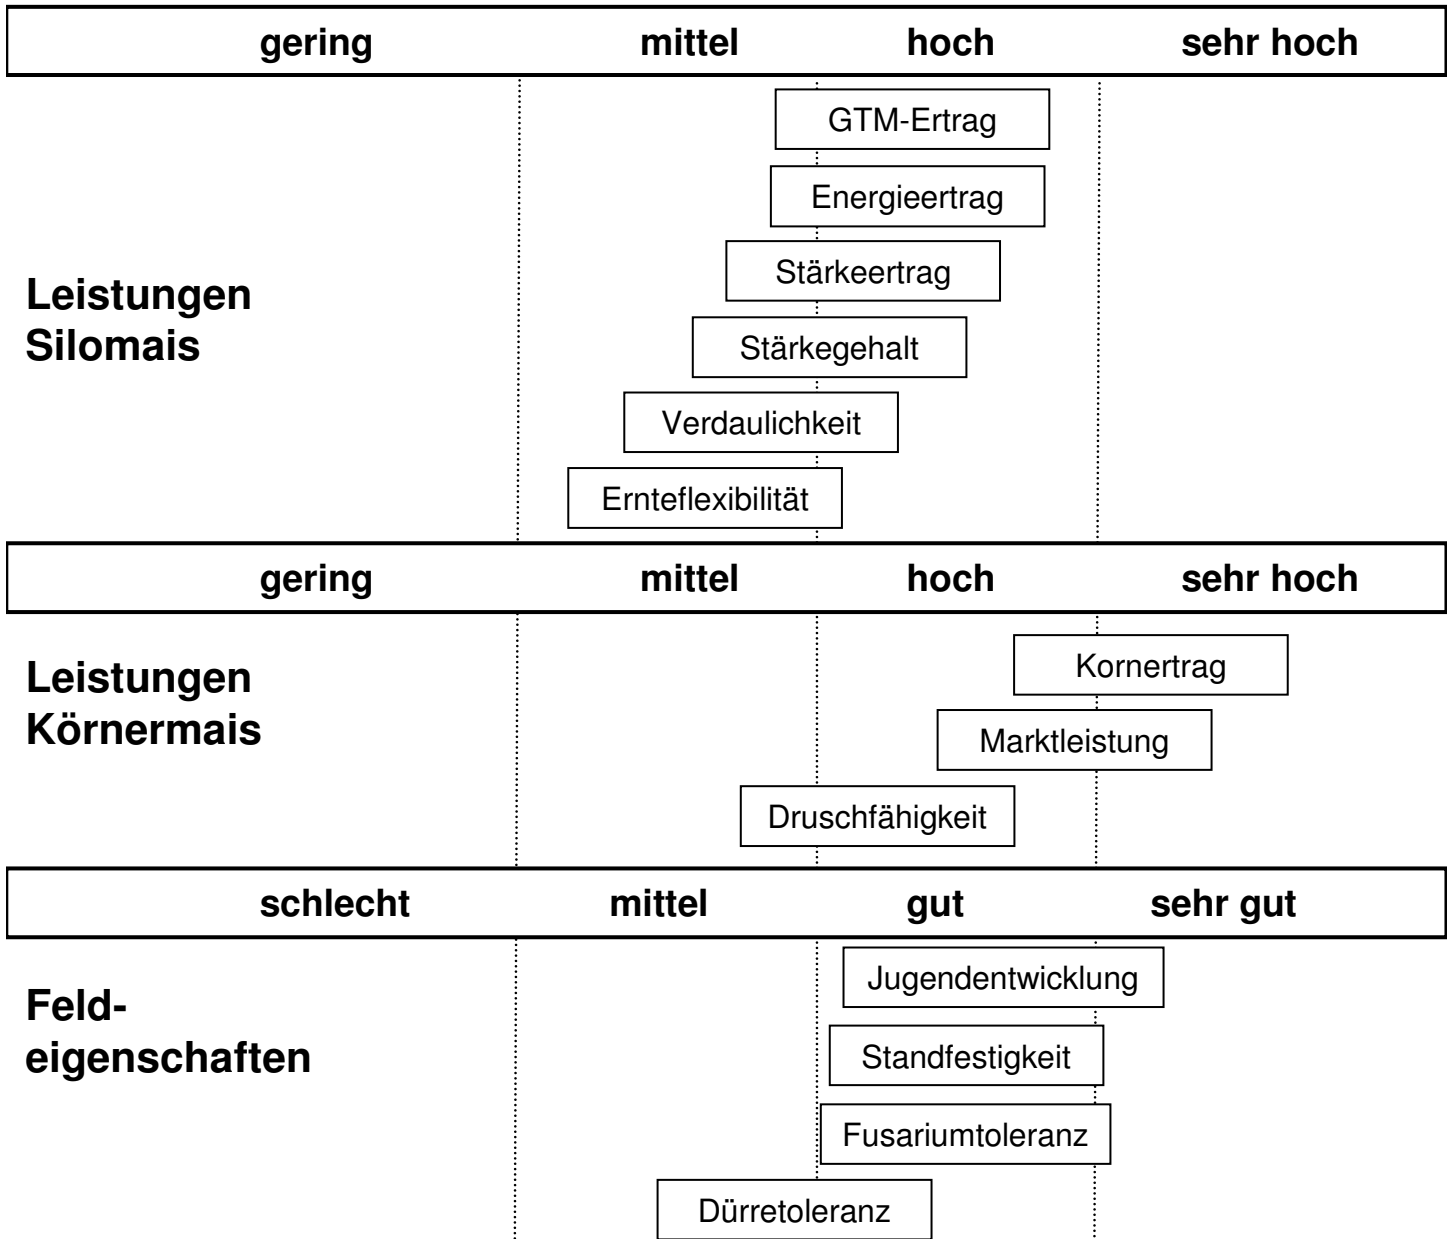 gering mittel hoch sehr hoch
GTM-Ertrag
Energieertrag
Stärkeertrag
Leistungen
Silomais
Stärkegehalt
Verdaulichkeit
Ernteflexibilität
gering mittel hoch sehr hoch
Kornertrag
Leistungen
Körnermais
Marktleistung
Druschfähigkeit
schlecht mittel gut sehr gut
Jugendentwicklung
Feld-
eigenschaften
Standfestigkeit
Fusariumtoleranz
Dürretoleranz